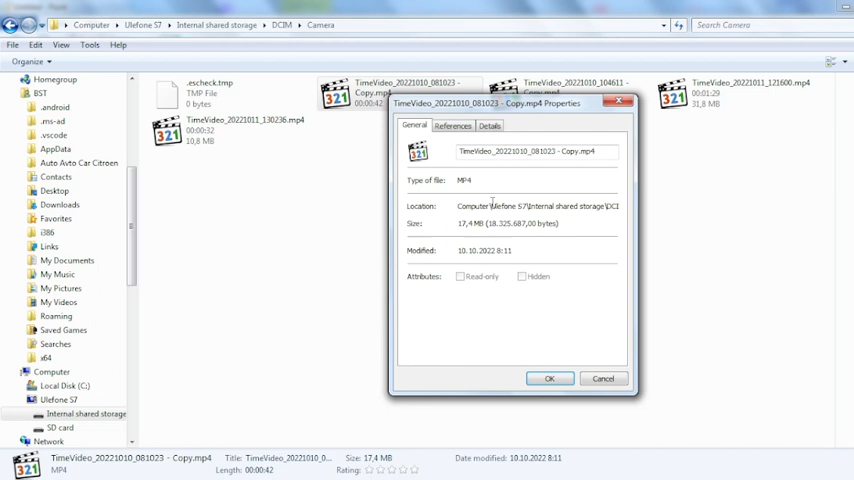 Computer Ulefone S7 Internal shared storage DCIM Camera
Search Camera
File Edit View Tools Help
Organize
Homegroup
BST
.android
.ms-ad
.vscode
AppData
Auto Avto Car Citroen
Contacts
Desktop
Downloads
Favorites
i386
Links
My Documents
My Music
My Pictures
My Videos
Roaming
Saved Games
Searches
x64
Computer
Local Disk (C:)
Ulefone S7
Internal shared storage
SD card
Network
.escheck.tmp
TMP File
0 bytes
TimeVideo_20221010_081023 -
Copy.mp4
00:00:42
TimeVideo_20221010_104611 -
TimeVideo_20221011_121600.mp4
00:01:29
31,8 MB
TimeVideo_20221011_130236.mp4
00:00:32
10,8 MB
321
TimeVideo_20221010_081023 - Copy.mp4 Properties
General References Details
TimeVideo_20221010_081023 - Copy.mp4
Type of file: MP4
Location: Computer\Ulefone S7\Internal shared storage\DCI
Size: 17,4 MB (18.325.687,00 bytes)
Modified: 10.10.2022 8:11
Attributes: Read-only Hidden
OK Cancel
TimeVideo_20221010_081023 - Copy.mp4 Title: TimeVideo_20221010_0... Size: 17,4 MB Date modified: 10.10.2022 8:11
MP4 Length: 00:00:42 Rating: